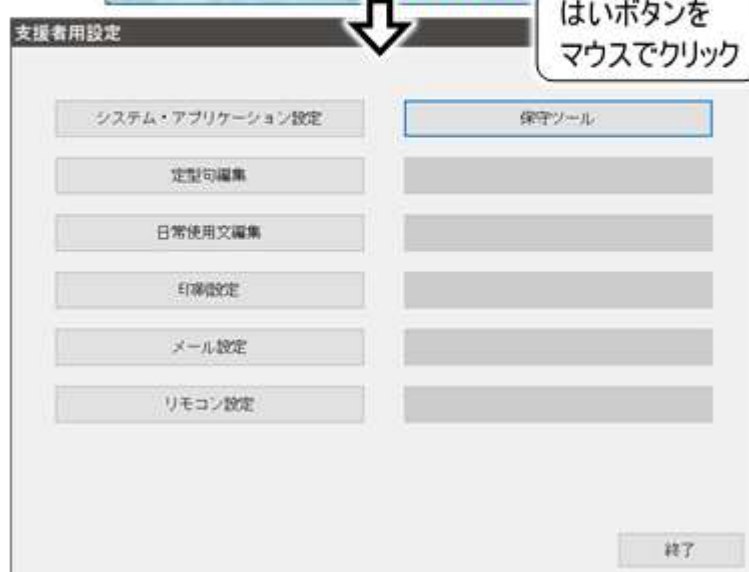 はいボタンを
マウスでクリック
支援者用設定
システム・アプリケーション設定
保守ツール
定型句編集
日常使用文編集
印刷設定
メール設定
リモコン設定
終了